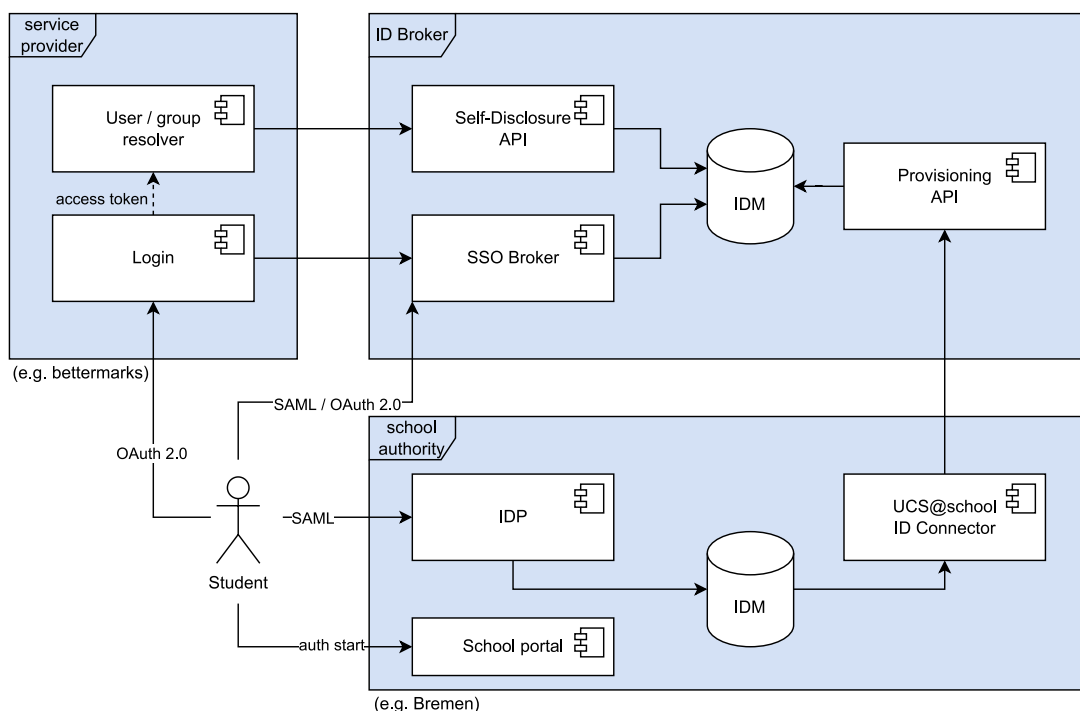 service
provider
ID Broker
User / group
resolver
Self-Disclosure
API
Provisioning
API
IDM
access token
Login
SSO Broker
(e.g. bettermarks)
SAML / OAuth 2.0
school
authority
OAuth 2.0
SAML
IDP
UCS@school
ID Connector
Student
IDM
auth start
School portal
(e.g. Bremen)